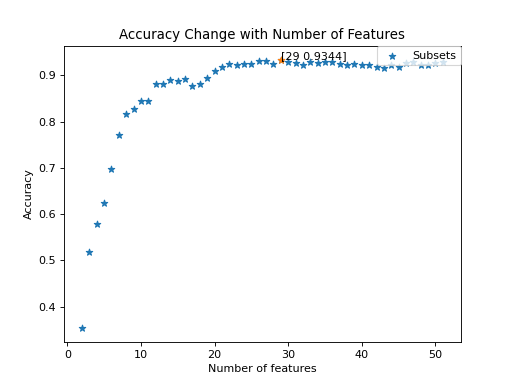 Accuracy Change with Number of Features
[29 0.9344]
Subsets
0.9
0.8
0.7
0.6
0.5
0.4
Accuracy
0 10 20 30 40 50
Number of features